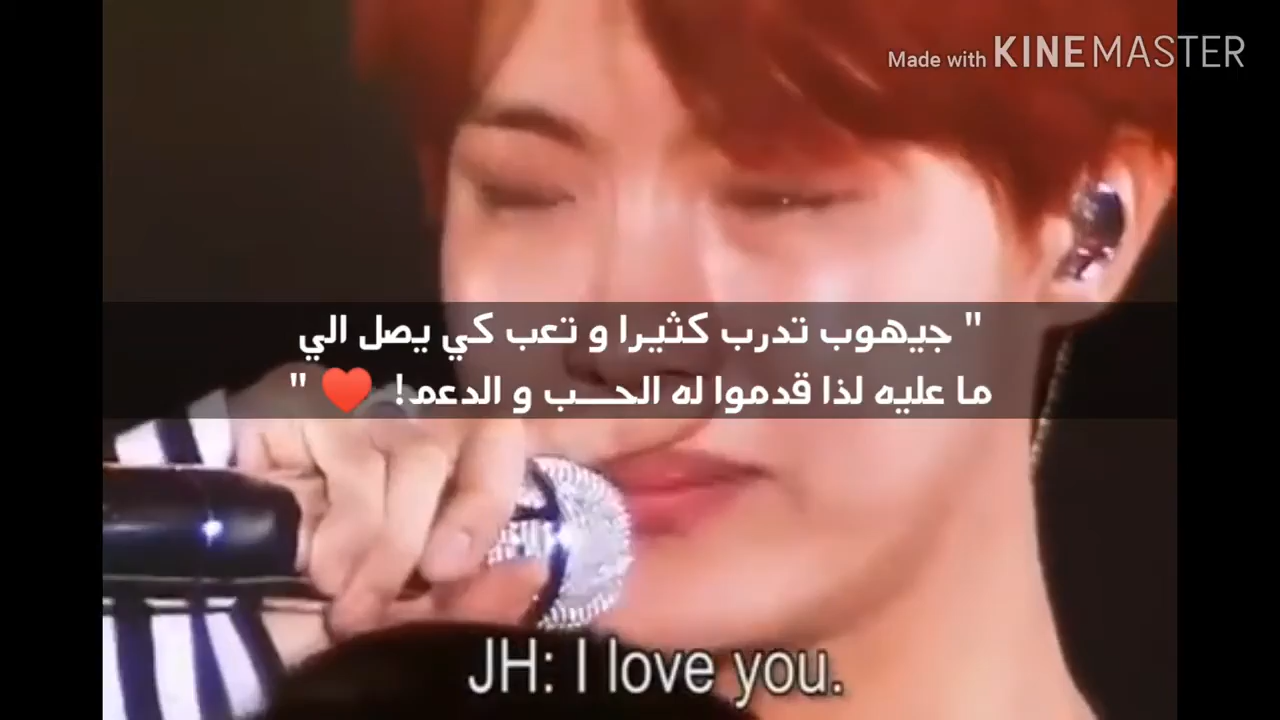 Made with KINEMASTER
" جيهوب تدرب كثيرا و تعب كي يصل الي
ما عليه لذا قدموا له الحـــب و الدعم! ♥️ "
JH: I love you.